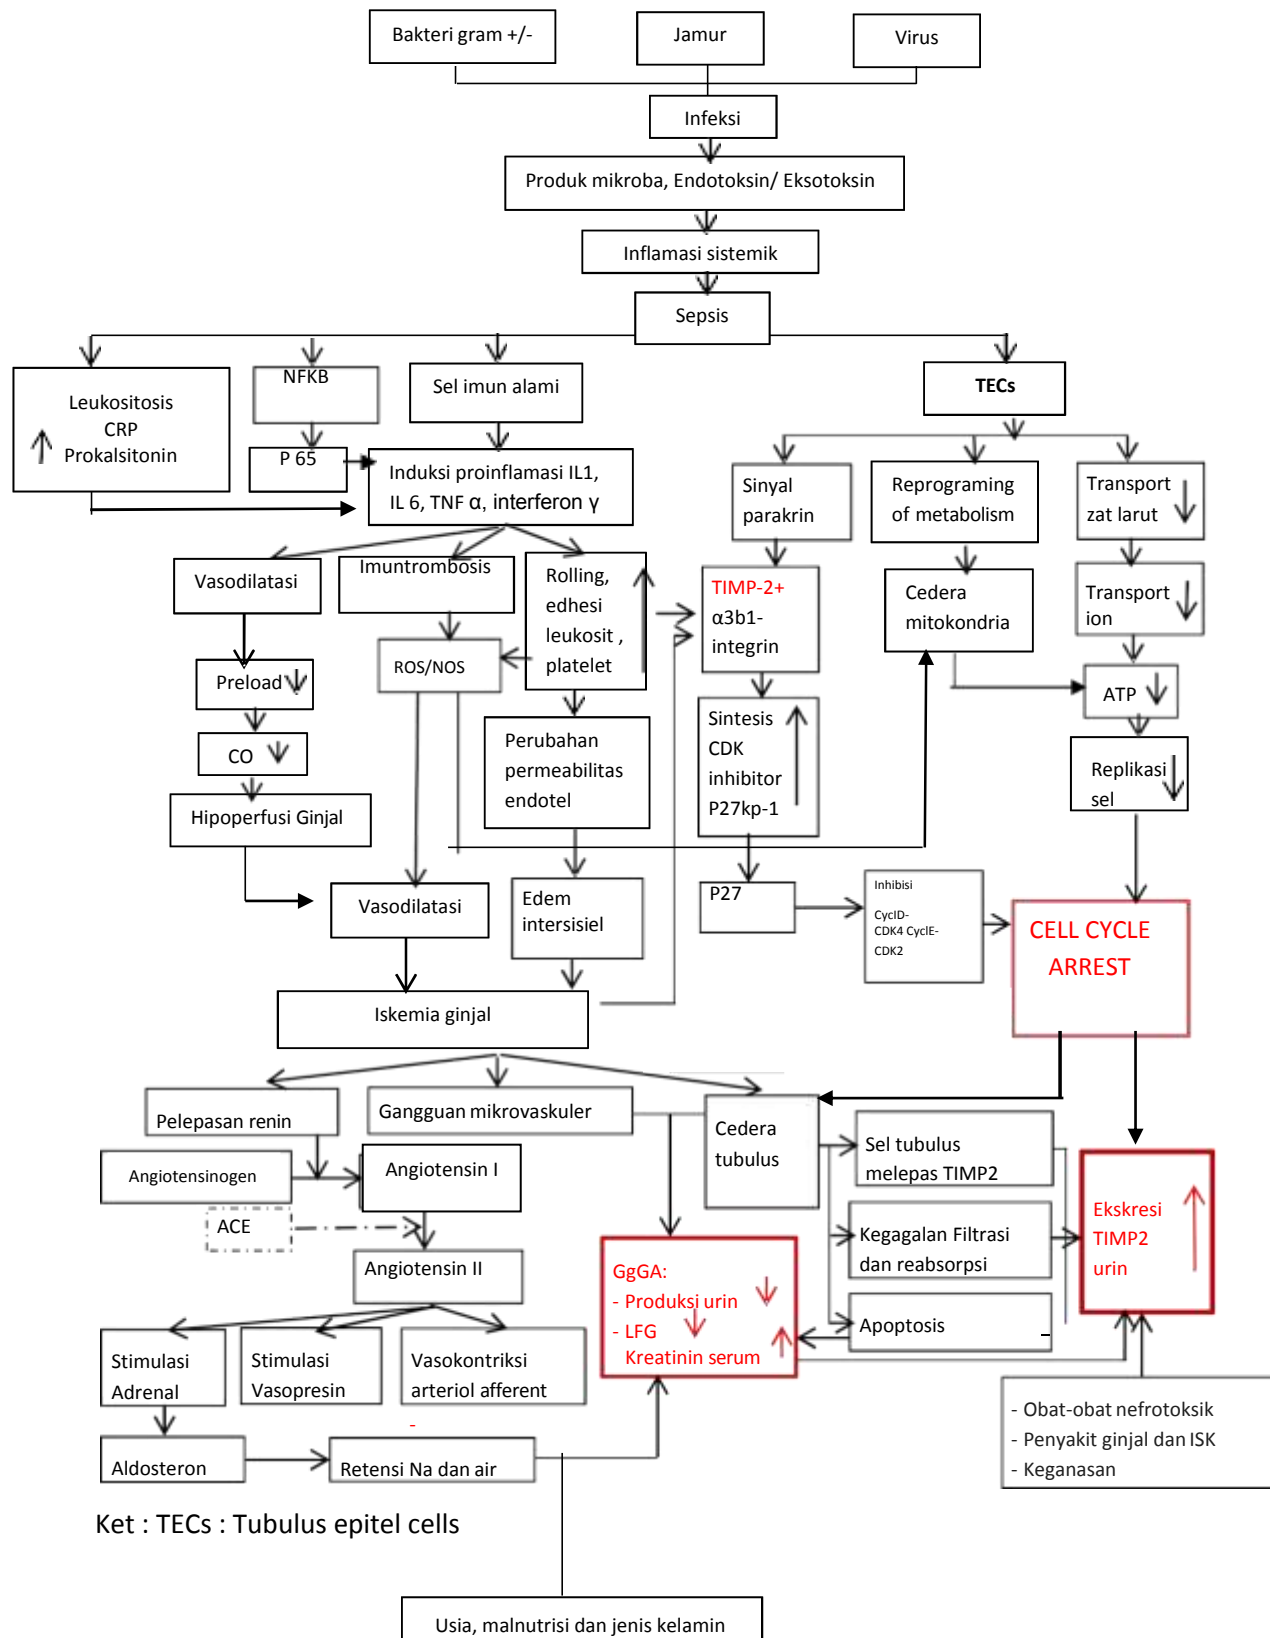 Bakteri gram +/-
Jamur
Virus
Infeksi
Produk mikroba, Endotoksin/ Eksotoksin
Inflamasi sistemik
Sepsis
Leukositosis
CRP
Prokalsitonin
NFKB
Sel imun alami
TECs
P 65
Induksi proinflamasi IL1,
IL 6, TNF α, interferon γ
Sinyal
parakrin
Reprograming
of metabolism
Transport
zat larut
Vasodilatasi
Imuntrombosis
Rolling,
edhesi
leukosit ,
platelet
TIMP-2+
α3b1-
integrin
Cedera
mitokondria
Transport
ion
Preload
ROS/NOS
ATP
CO
Perubahan
permeabilitas
endotel
Sintesis
CDK
inhibitor
P27kp-1
Replikasi
sel
Hipoperfusi Ginjal
Vasodilatasi
Edem
intersisiel
P27
Inhibisi
CyclD-
CDK4 CyclE-
CDK2
CELL CYCLE
ARREST
Iskemia ginjal
Pelepasan renin
Gangguan mikrovaskuler
Cedera
tubulus
Sel tubulus
melepas TIMP2
Angiotensinogen
Angiotensin I
ACE
Angiotensin II
Kegagalan Filtrasi
dan reabsorpsi
Ekskresi
TIMP2
urin
GgGA:
- Produksi urin
- LFG
Kreatinin serum
Apoptosis
Stimulasi
Adrenal
Stimulasi
Vasopresin
Vasokontriksi
arteriol afferent
-
Aldosteron
Retensi Na dan air
- Obat-obat nefrotoksik
- Penyakit ginjal dan ISK
- Keganasan
Ket : TECs : Tubulus epitel cells
Usia, malnutrisi dan jenis kelamin